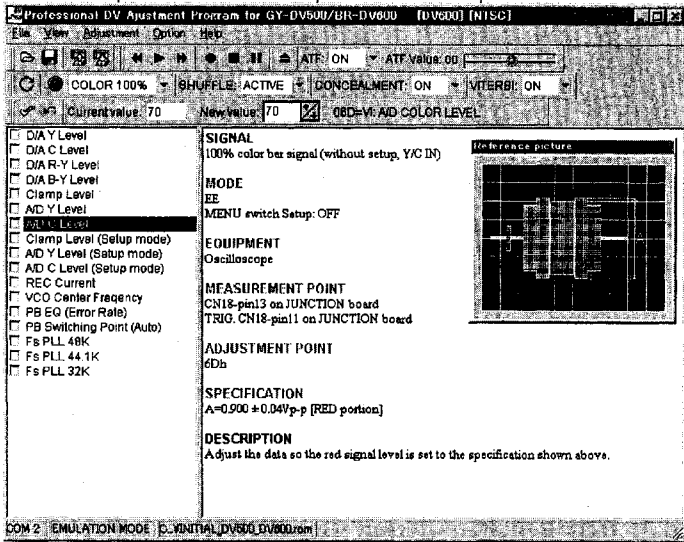 Professional DV Ajustment Program for GY-DV500/BR-DV600 [DV600] [NTSC]
File View Adjustment Option Help
ATF: ON ATF Value: 00
COLOR 100% SHUFFLE: ACTIVE CONCEALMENT: ON VITERBI: ON
Current value: 70 New value: 70 06D=VI: A/D COLOR LEVEL
D/A Y Level
D/A C Level
D/A R-Y Level
D/A B-Y Level
Clamp Level
A/D Y Level
A/D C Level
Clamp Level (Setup mode)
A/D Y Level (Setup mode)
A/D C Level (Setup mode)
REC Current
VCO Center Freqency
PB EQ (Error Rate)
PB Switching Point (Auto)
Fs PLL 48K
Fs PLL 44.1K
Fs PLL 32K
SIGNAL
100% color bar signal (without setup, Y/C IN)
MODE
EE
MENU switch Setup: OFF
EQUIPMENT
Oscilloscope
MEASUREMENT POINT
CN18-pin13 on JUNCTION board
TRIG. CN18-pin11 on JUNCTION board
ADJUSTMENT POINT
6Dh
SPECIFICATION
A=0.900 ±0.04Vp-p [RED portion]
DESCRIPTION
Adjust the data so the red signal level is set to the specification shown above.
Reference picture
COM 2 EMULATION MODE C:\INITIAL_DV600_DV600.rom